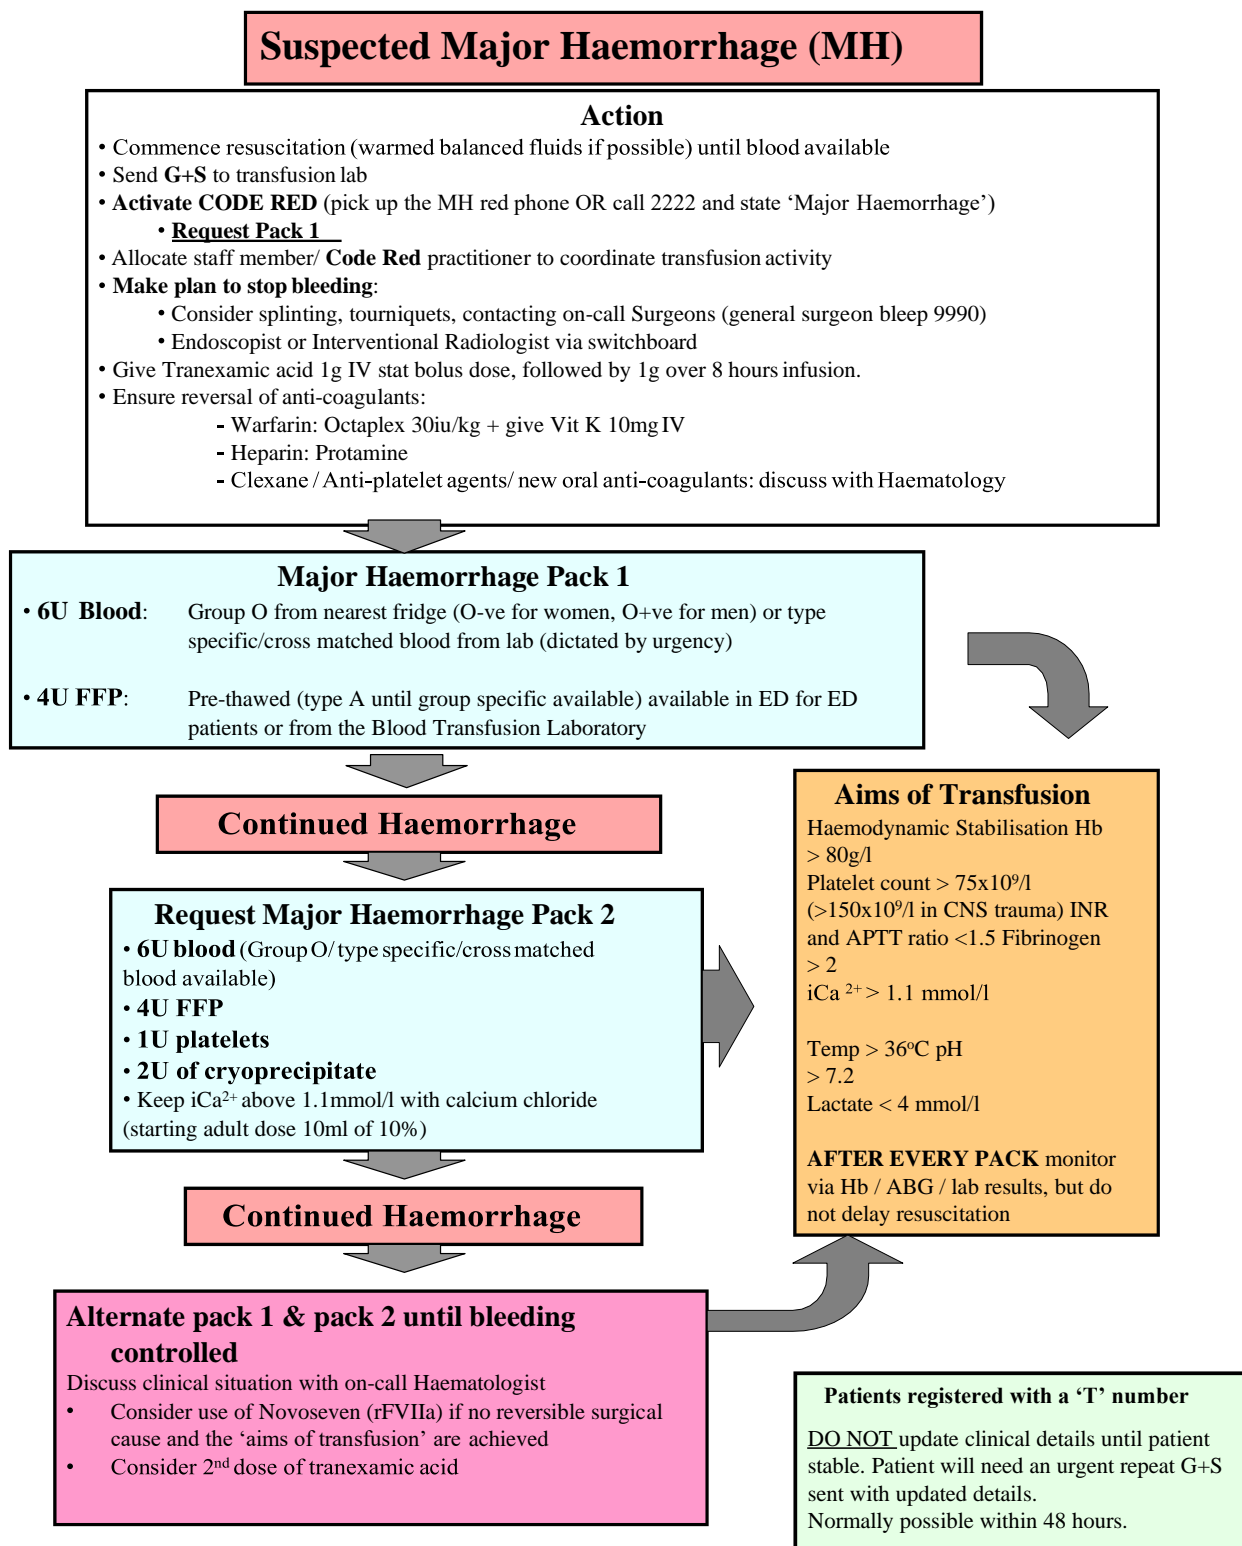 Suspected Major Haemorrhage (MH)
Action
• Commence resuscitation (warmed balanced fluids if possible) until blood available
• Send G+S to transfusion lab
• Activate CODE RED (pick up the MH red phone OR call 2222 and state ‘Major Haemorrhage’)
• Request Pack 1
• Allocate staff member/ Code Red practitioner to coordinate transfusion activity
• Make plan to stop bleeding:
• Consider splinting, tourniquets, contacting on-call Surgeons (general surgeon bleep 9990)
• Endoscopist or Interventional Radiologist via switchboard
• Give Tranexamic acid 1g IV stat bolus dose, followed by 1g over 8 hours infusion.
• Ensure reversal of anti-coagulants:
- Warfarin: Octaplex 30iu/kg + give Vit K 10mg IV
- Heparin: Protamine
- Clexane / Anti-platelet agents/ new oral anti-coagulants: discuss with Haematology
Major Haemorrhage Pack 1
• 6U Blood: Group O from nearest fridge (O-ve for women, O+ve for men) or type
specific/cross matched blood from lab (dictated by urgency)
• 4U FFP: Pre-thawed (type A until group specific available) available in ED for ED
patients or from the Blood Transfusion Laboratory
Continued Haemorrhage
Request Major Haemorrhage Pack 2
• 6U blood (Group O/ type specific/cross matched
blood available)
• 4U FFP
• 1U platelets
• 2U of cryoprecipitate
• Keep iCa²⁺ above 1.1mmol/l with calcium chloride
(starting adult dose 10ml of 10%)
Continued Haemorrhage
Alternate pack 1 & pack 2 until bleeding
controlled
Discuss clinical situation with on-call Haematologist
• Consider use of Novoseven (rFVIIa) if no reversible surgical
cause and the ‘aims of transfusion’ are achieved
• Consider 2nd dose of tranexamic acid
Aims of Transfusion
Haemodynamic Stabilisation Hb
> 80g/l
Platelet count > 75x10⁹/l
(>150x10⁹/l in CNS trauma) INR
and APTT ratio <1.5 Fibrinogen
> 2
iCa ²⁺ > 1.1 mmol/l
Temp > 36ºC pH
> 7.2
Lactate < 4 mmol/l
AFTER EVERY PACK monitor
via Hb / ABG / lab results, but do
not delay resuscitation
Patients registered with a ‘T’ number
DO NOT update clinical details until patient
stable. Patient will need an urgent repeat G+S
sent with updated details.
Normally possible within 48 hours.